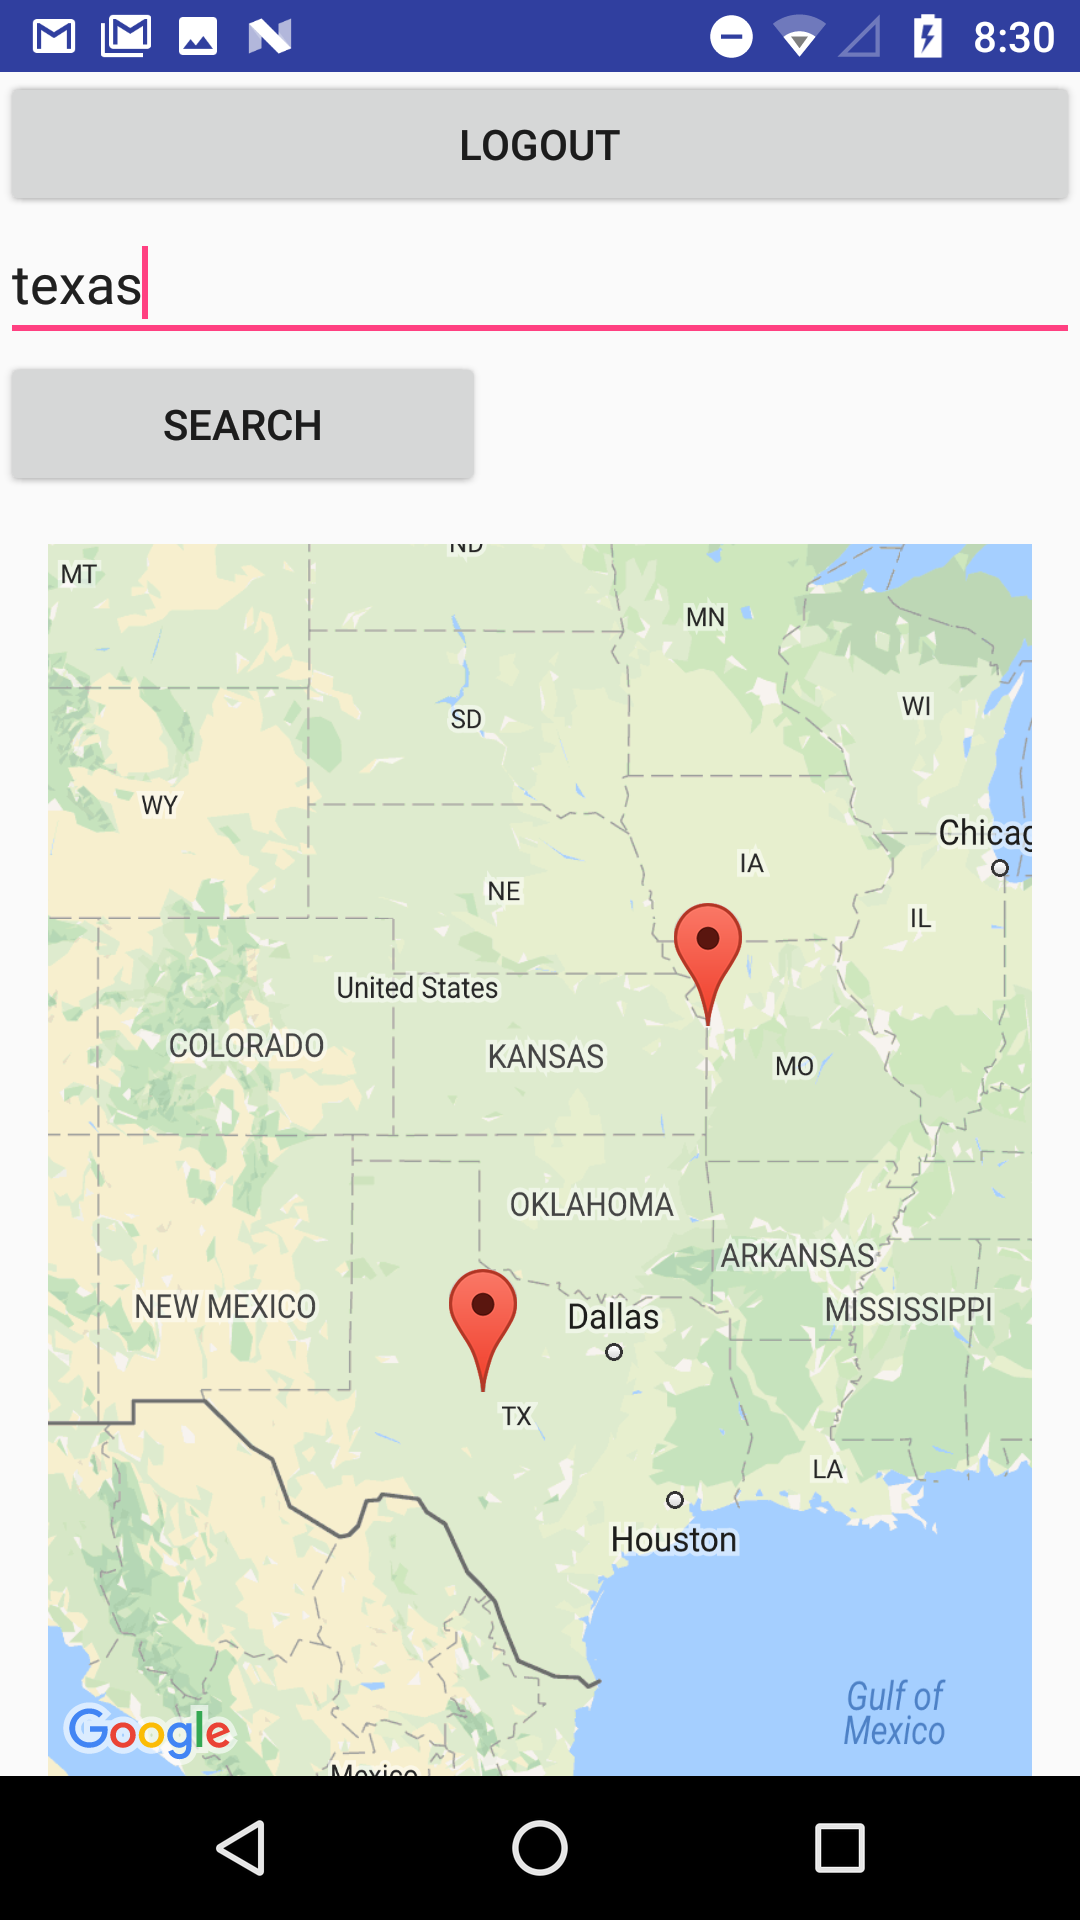 8:30
LOGOUT
texas
SEARCH
ND
MT
MN
WI
SD
WY
Chicag
IA
NE
IL
United States
COLORADO
KANSAS
MO
OKLAHOMA
ARKANSAS
NEW MEXICO
MISSISSIPPI
Dallas
TX
LA
Houston
Gulf of
Mexico
Google
Mexico